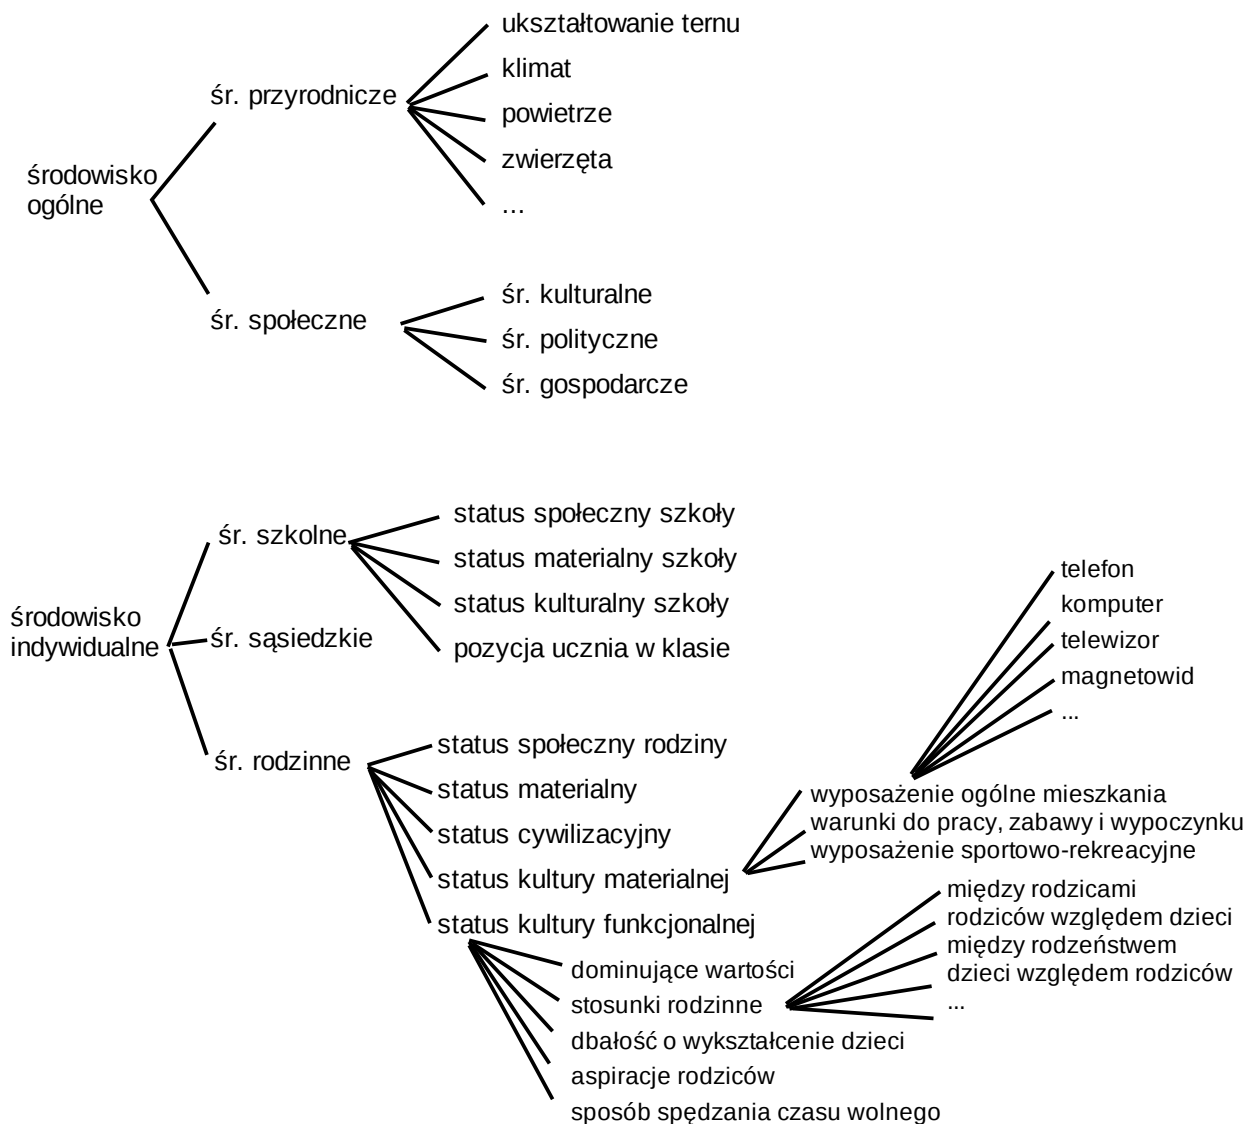 ukształtowanie ternu
klimat
śr. przyrodnicze
powietrze
zwierzęta
środowisko
ogólne
...
śr. kulturalne
śr. społeczne
śr. polityczne
śr. gospodarcze
status społeczny szkoły
śr. szkolne
status materialny szkoły
status kulturalny szkoły
pozycja ucznia w klasie
środowisko
indywidualne
śr. sąsiedzkie
telefon
komputer
telewizor
magnetowid
...
śr. rodzinne
status społeczny rodziny
status materialny
status cywilizacyjny
status kultury materialnej
status kultury funkcjonalnej
wyposażenie ogólne mieszkania
warunki do pracy, zabawy i wypoczynku
wyposażenie sportowo-rekreacyjne
między rodzicami
rodziców względem dzieci
między rodzeństwem
dzieci względem rodziców
...
dominujące wartości
stosunki rodzinne
dbałość o wykształcenie dzieci
aspiracje rodziców
sposób spędzania czasu wolnego